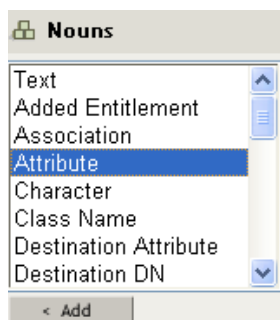 Nouns
Text
Added Entitlement
Association
Attribute
Character
Class Name
Destination Attribute
Destination DN
< Add